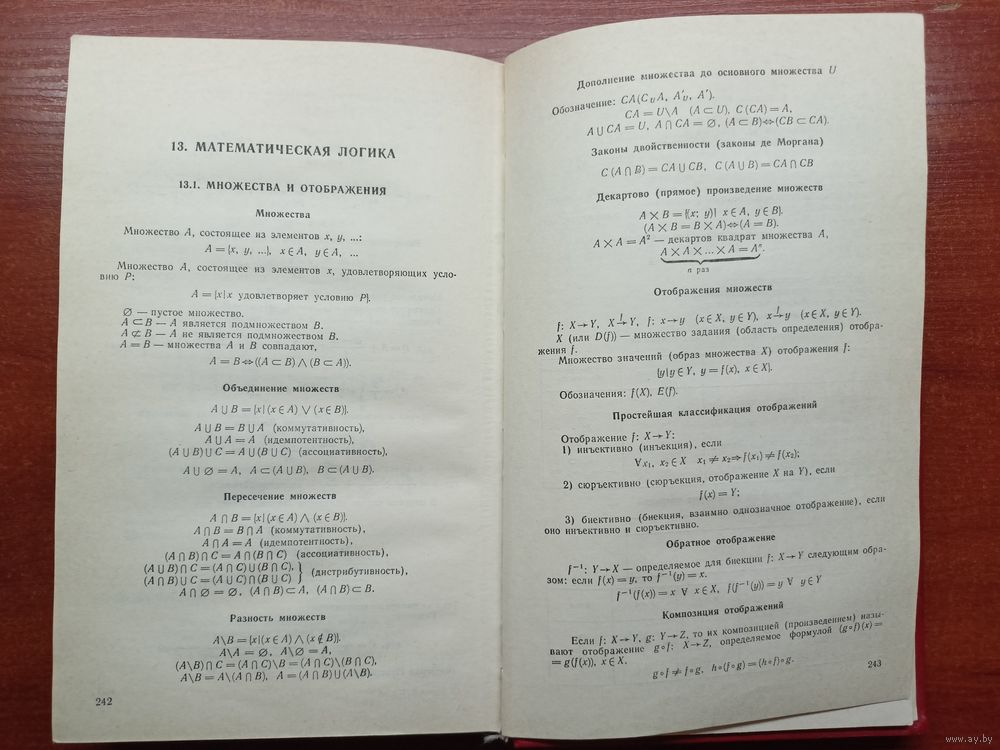 13. МАТЕМАТИЧЕСКАЯ ЛОГИКА
13.1. МНОЖЕСТВА И ОТОБРАЖЕНИЯ
Множества
Множество A, состоящее из элементов x, y, ...:
A = {x, y, ...}, x ∈ A, y ∈ A, ...
Множество A, состоящее из элементов x, удовлетворяющих усло-
вию P:
A = {x | x удовлетворяет условию P}.
∅ — пустое множество.
A ⊂ B — A является подмножеством B.
A ⊄ B — A не является подмножеством B.
A = B — множества A и B совпадают,
A = B ⇔ ((A ⊂ B) ∧ (B ⊂ A)).
Объединение множеств
A ∪ B = {x | (x ∈ A) ∨ (x ∈ B)}.
A ∪ B = B ∪ A (коммутативность),
A ∪ A = A (идемпотентность),
(A ∪ B) ∪ C = A ∪ (B ∪ C) (ассоциативность),
A ∪ ∅ = A, A ⊂ (A ∪ B), B ⊂ (A ∪ B).
Пересечение множеств
A ∩ B = {x | (x ∈ A) ∧ (x ∈ B)}.
A ∩ B = B ∩ A (коммутативность),
A ∩ A = A (идемпотентность),
(A ∩ B) ∩ C = A ∩ (B ∩ C) (ассоциативность),
(A ∪ B) ∩ C = (A ∩ C) ∪ (B ∩ C), } (дистрибутивность),
(A ∩ B) ∪ C = (A ∪ C) ∩ (B ∪ C)
A ∩ ∅ = ∅, (A ∩ B) ⊂ A, (A ∩ B) ⊂ B.
Разность множеств
A\B = {x | (x ∈ A) ∧ (x ∉ B)}.
A\A = ∅, A\∅ = A,
(A\B) ∩ C = (A ∩ C)\B = (A ∩ C)\(B ∩ C),
A\B = A\(A ∩ B), A = (A ∩ B) ∪ (A\B).
242
Дополнение множества до основного множества U
Обозначение: CA (C_U A, A′_U, A′).
CA = U\A (A ⊂ U), C (CA) = A,
A ∪ CA = U, A ∩ CA = ∅, (A ⊂ B) ⇔ (CB ⊂ CA).
Законы двойственности (законы де Моргана)
C (A ∩ B) = CA ∪ CB, C (A ∪ B) = CA ∩ CB
Декартово (прямое) произведение множеств
A × B = {(x; y) | x ∈ A, y ∈ B}.
(A × B = B × A) ⇔ (A = B).
A × A = A² — декартов квадрат множества A,
A × A × ... × A = Aⁿ.
n раз
Отображения множеств
f: X → Y, X →f Y, f: x → y (x ∈ X, y ∈ Y), x →f y (x ∈ X, y ∈ Y).
X (или D(f)) — множество задания (область определения) отобра-
жения f.
Множество значений (образ множества X) отображения f:
{y | y ∈ Y, y = f(x), x ∈ X}.
Обозначения: f(X), E(f).
Простейшая классификация отображений
Отображение f: X → Y:
1) инъективно (инъекция), если
∀x₁, x₂ ∈ X x₁ ≠ x₂ ⇒ f(x₁) ≠ f(x₂);
2) сюръективно (сюръекция, отображение X на Y), если
f(x) = Y;
3) биективно (биекция, взаимно однозначное отображение), если
оно инъективно и сюръективно.
Обратное отображение
f⁻¹: Y → X — определяемое для биекции f: X → Y следующим обра-
зом: если f(x) = y, то f⁻¹(y) = x.
f⁻¹(f(x)) = x ∀ x ∈ X, f(f⁻¹(y)) = y ∀ y ∈ Y
Композиция отображений
Если f: X → Y, g: Y → Z, то их композицией (произведением) назы-
вают отображение g∘f: X → Z, определяемое формулой (g∘f)(x) =
= g(f(x)), x ∈ X.
g∘f ≠ f∘g, h∘(f∘g) = (h∘f)∘g.
243
www.ay.by